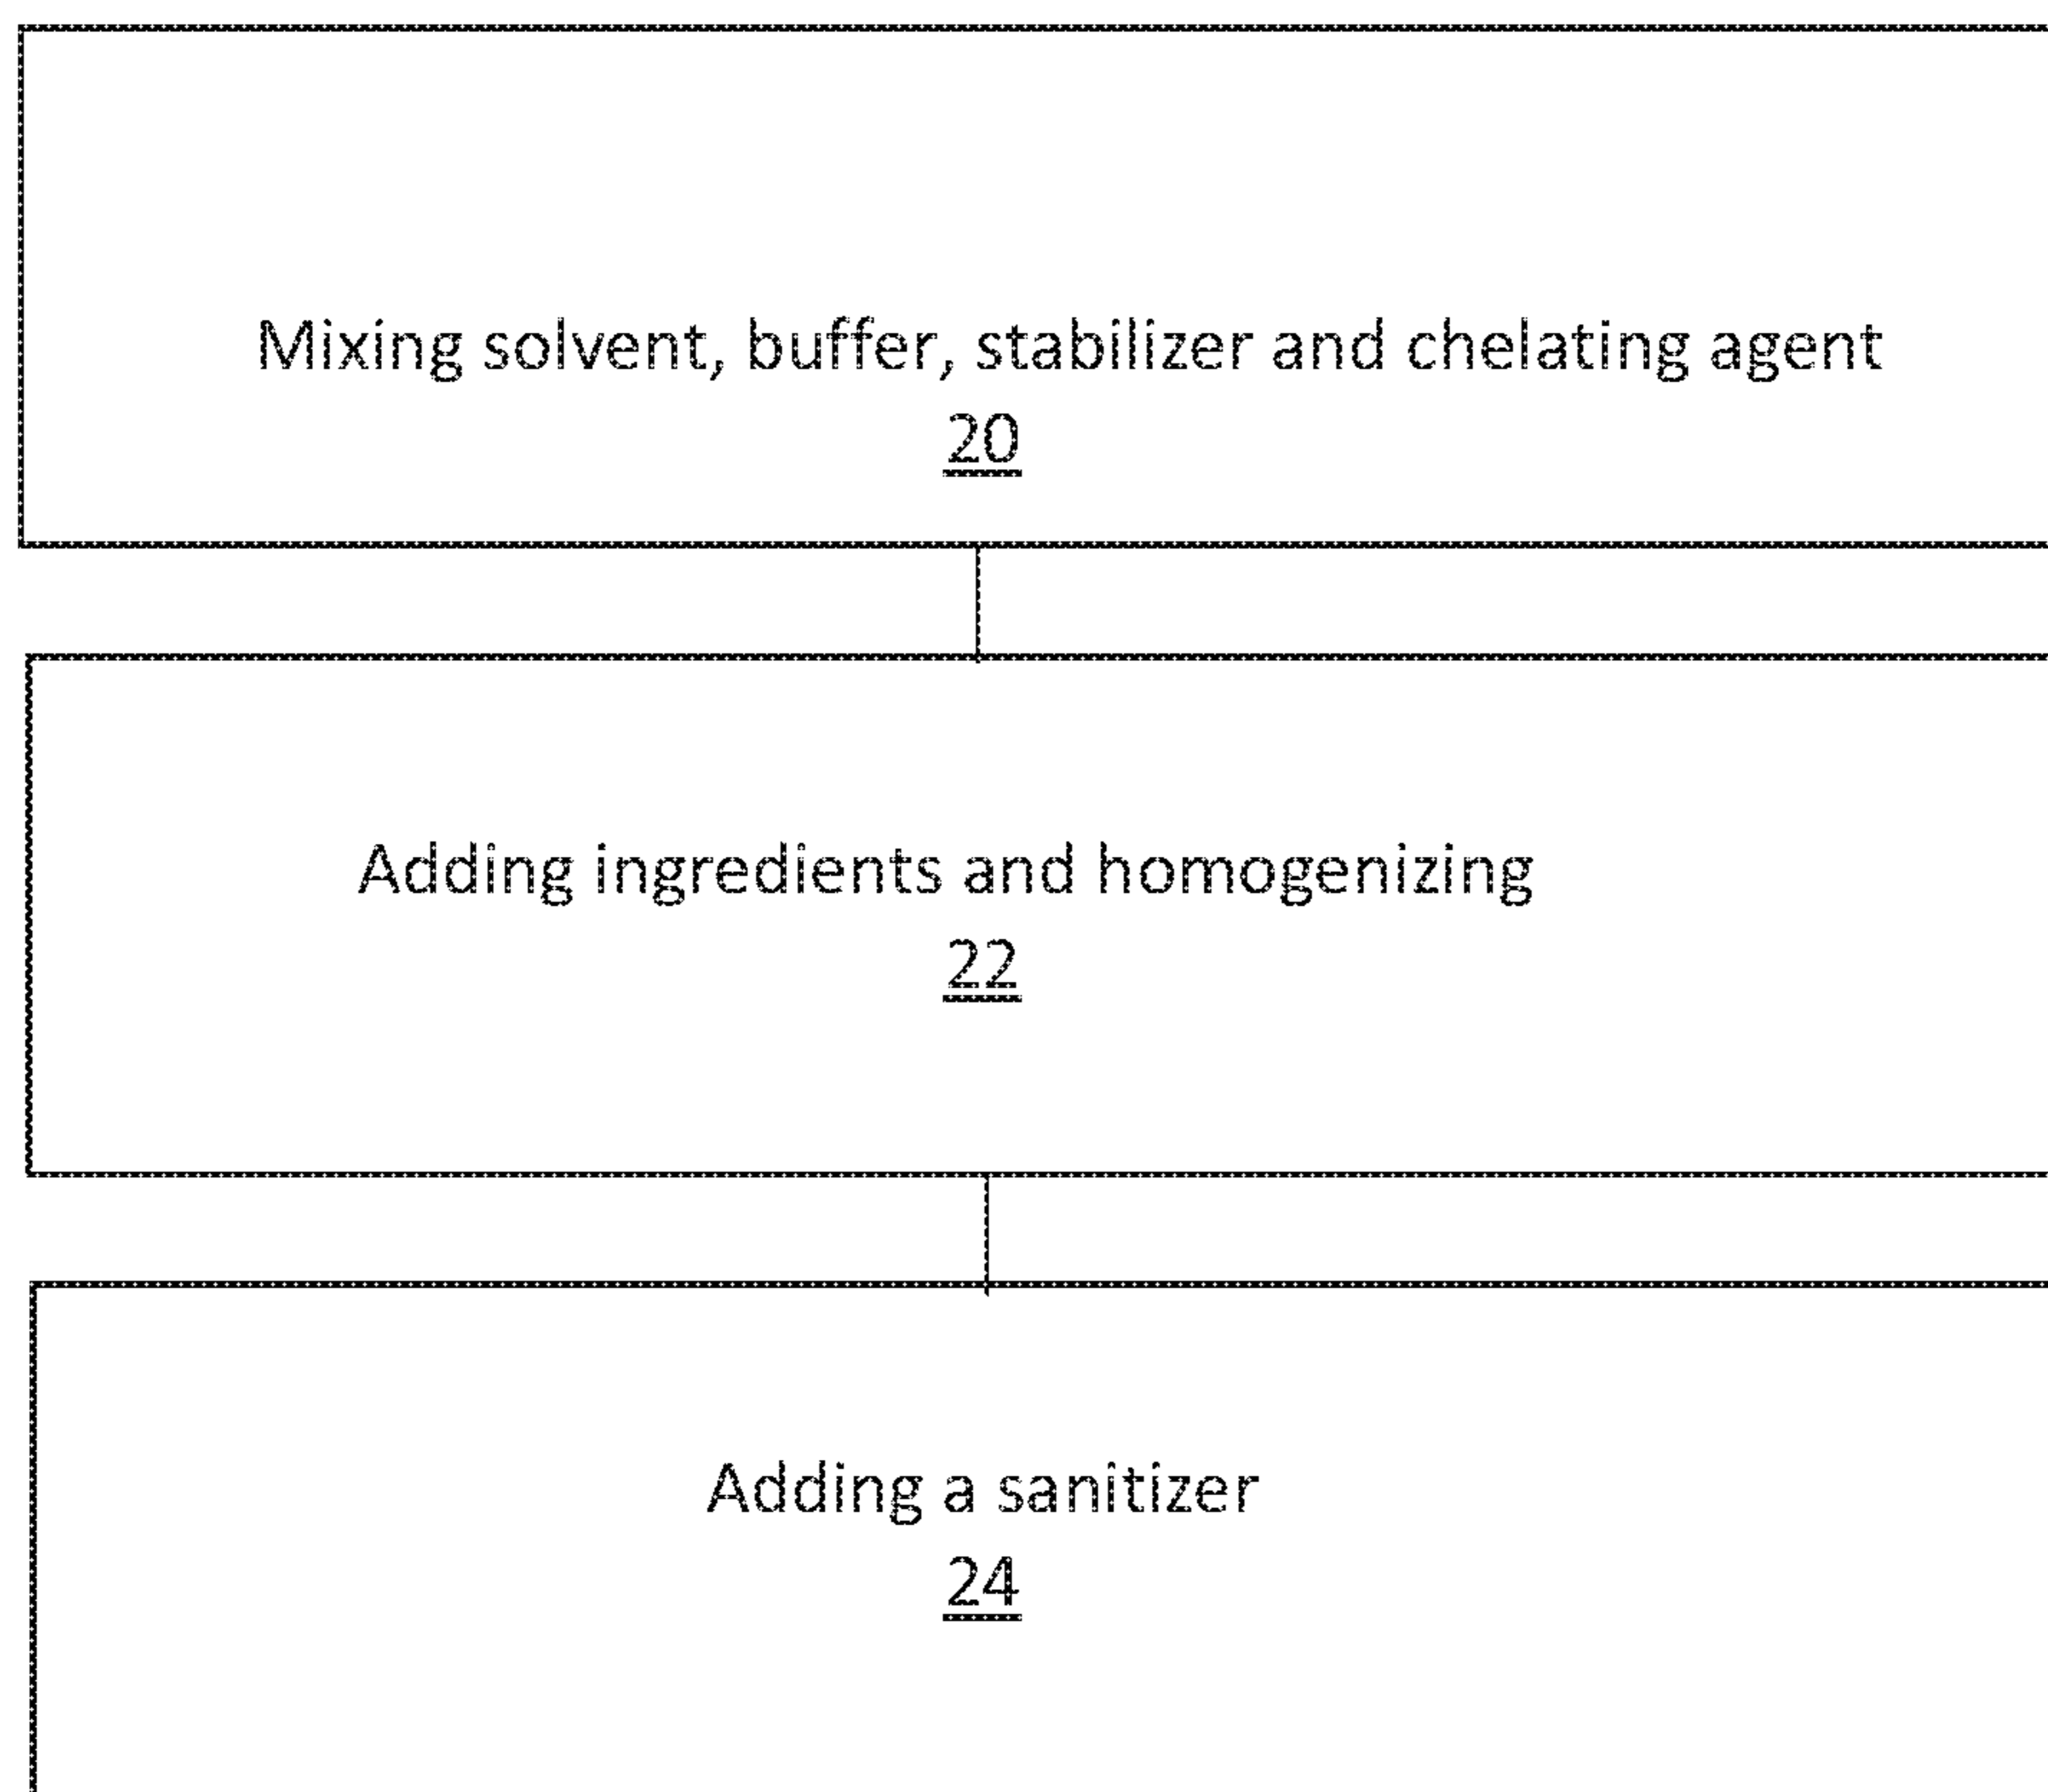 Mixing solvent, buffer, stabilizer and chelating agent
20
Adding ingredients and homogenizing
22
Adding a sanitizer
24